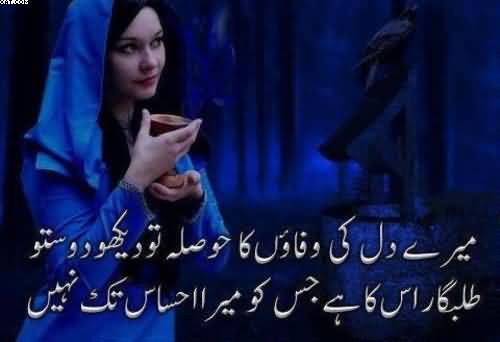 میرے دل کی وفاؤں کا حوصلہ تو دیکھو دوستو
طلبگار اس کا ہے جس کو میرا احساس تک نہیں